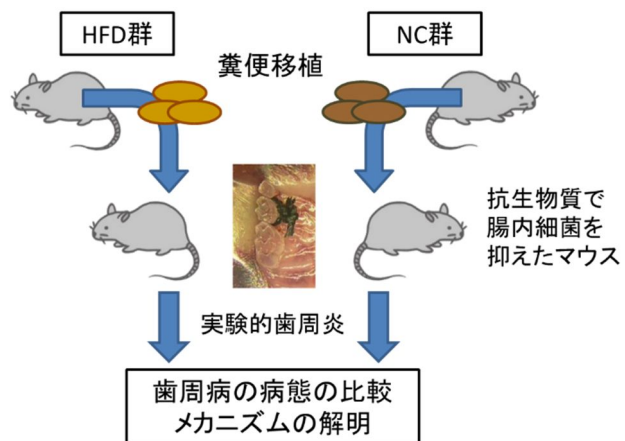 HFD群
NC群
糞便移植
抗生物質で
腸内細菌を
抑えたマウス
実験的歯周炎
歯周病の病態の比較
メカニズムの解明